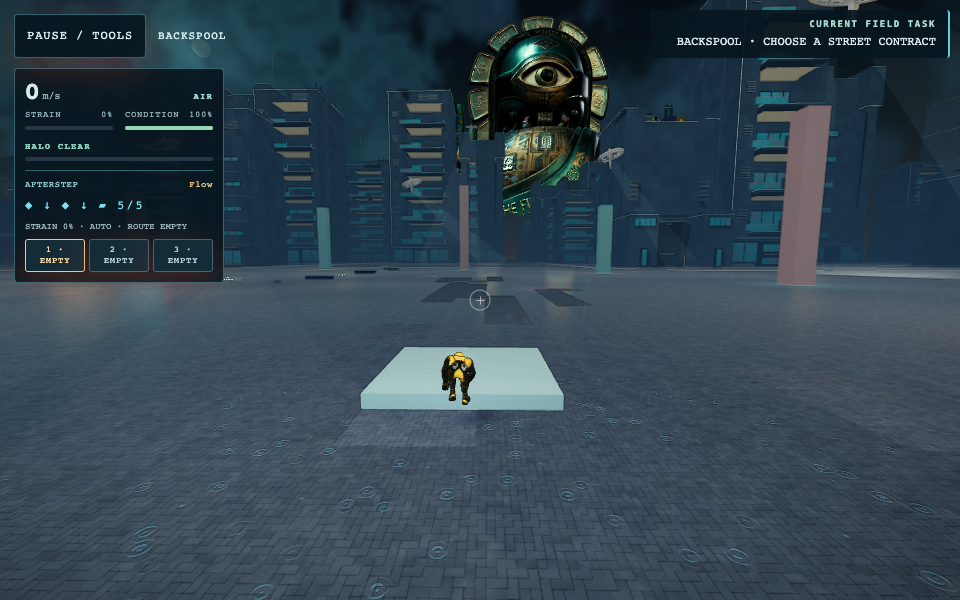 PAUSE / TOOLS
BACKSPOOL
CURRENT FIELD TASK
BACKSPOOL · CHOOSE A STREET CONTRACT
0 m/s
AIR
STRAIN 0%
CONDITION 100%
HALO CLEAR
AFTERSTEP
Flow
5/5
STRAIN 0% · AUTO · ROUTE EMPTY
1 · EMPTY
2 · EMPTY
3 · EMPTY